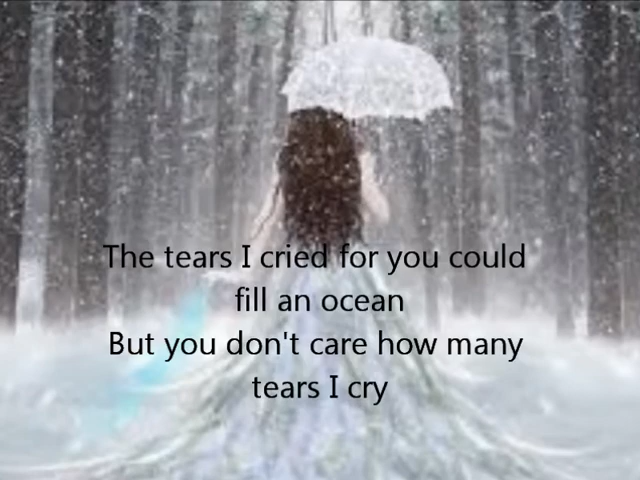 The tears I cried for you could
fill an ocean
But you don't care how many
tears I cry